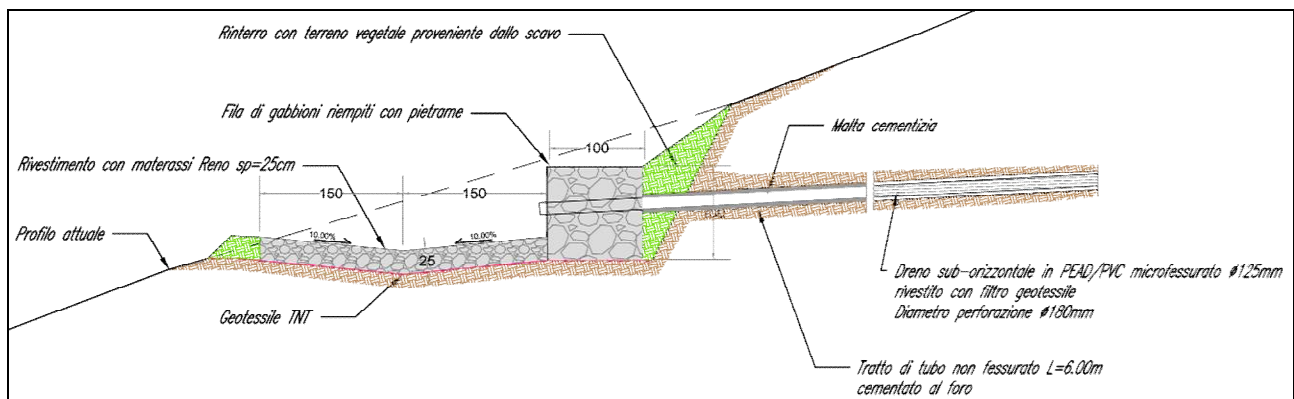 Rinterro con terreno vegetale proveniente dallo scavo
Fila di gabbioni riempiti con pietrame
100
Malta cementizia
Rivestimento con materassi Reno sp=25cm
150
150
Profilo attuale
10.00%
10.00%
25
Geotessile TNT
Dreno sub-orizzontale in PEAD/PVC microfessurato ø125mm
rivestito con filtro geotessile
Diametro perforazione ø180mm
Tratto di tubo non fessurato L=6.00m
cementato al foro